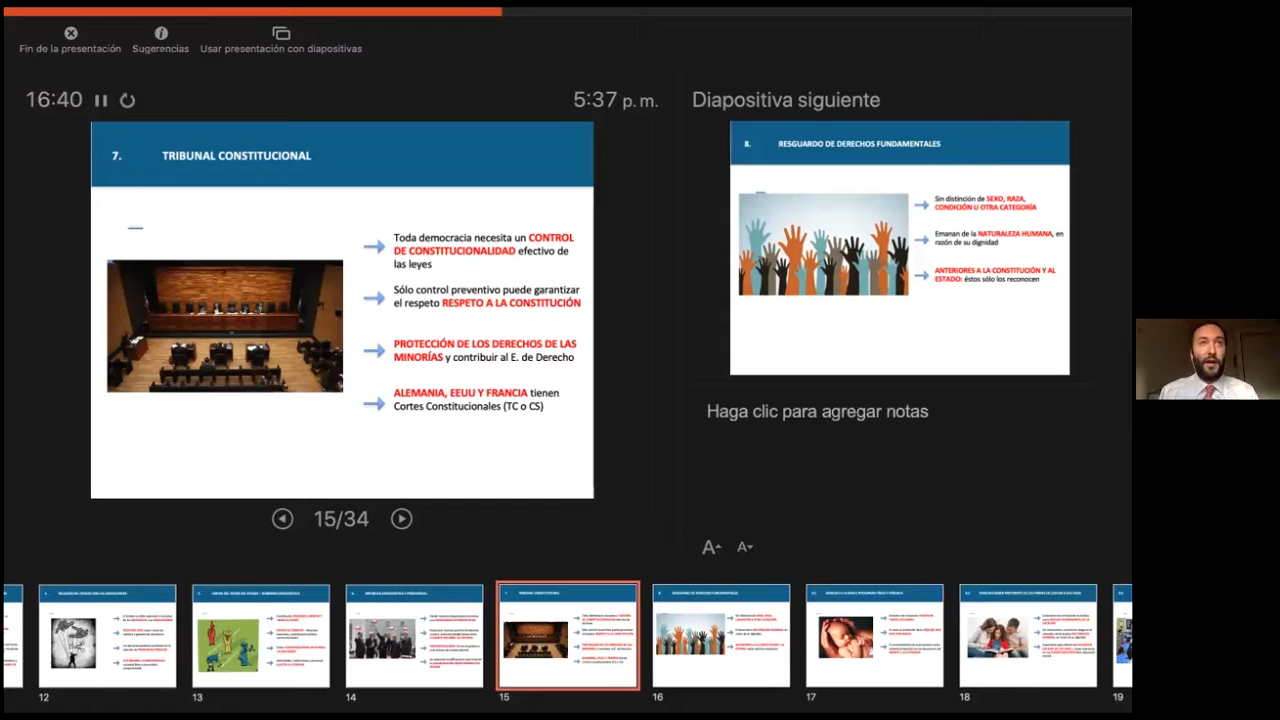 Fin de la presentación
Sugerencias
Usar presentación con diapositivas
16:40
5:37 p. m.
Diapositiva siguiente
7. TRIBUNAL CONSTITUCIONAL
Toda democracia necesita un CONTROL
DE CONSTITUCIONALIDAD efectivo de
las leyes
Sólo control preventivo puede garantizar
el respeto RESPETO A LA CONSTITUCIÓN
PROTECCIÓN DE LOS DERECHOS DE LAS
MINORÍAS y contribuir al E. de Derecho
ALEMANIA, EEUU Y FRANCIA tienen
Cortes Constitucionales (TC o CS)
8. RESGUARDO DE DERECHOS FUNDAMENTALES
Sin distinción de SEXO, RAZA,
CONDICIÓN U OTRA CATEGORÍA
Emanan de la NATURALEZA HUMANA, en
razón de su dignidad
ANTERIORES A LA CONSTITUCIÓN Y AL
ESTADO: éstos sólo los reconocen
Haga clic para agregar notas
15/34
A A
12
13
14
15
16
17
18
19